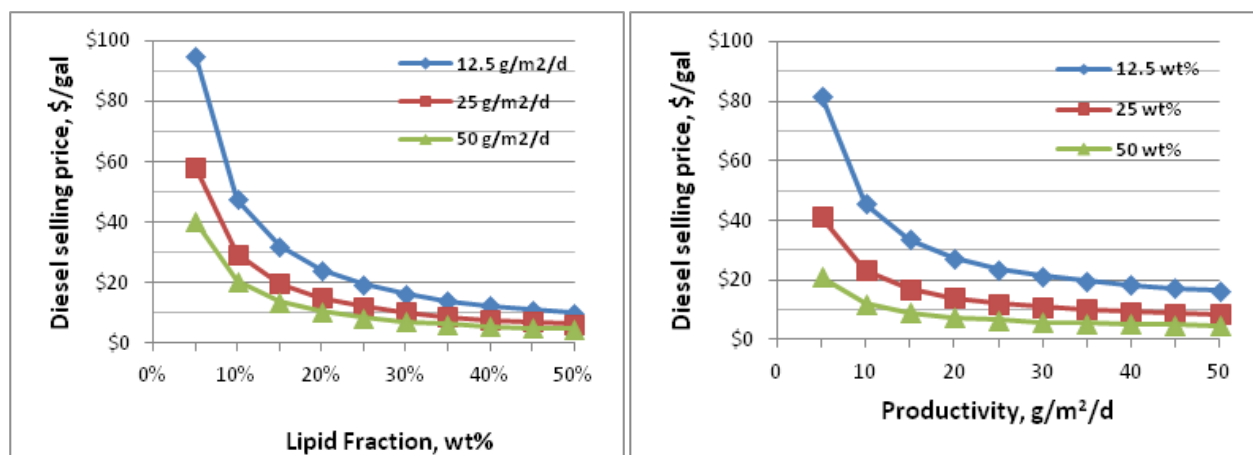 $100
$80
$60
$40
$20
$0
Diesel selling price, $/gal
12.5 g/m2/d
25 g/m2/d
50 g/m2/d
0% 10% 20% 30% 40% 50%
Lipid Fraction, wt%
$100
$80
$60
$40
$20
$0
Diesel selling price, $/gal
12.5 wt%
25 wt%
50 wt%
0 10 20 30 40 50
Productivity, g/m²/d